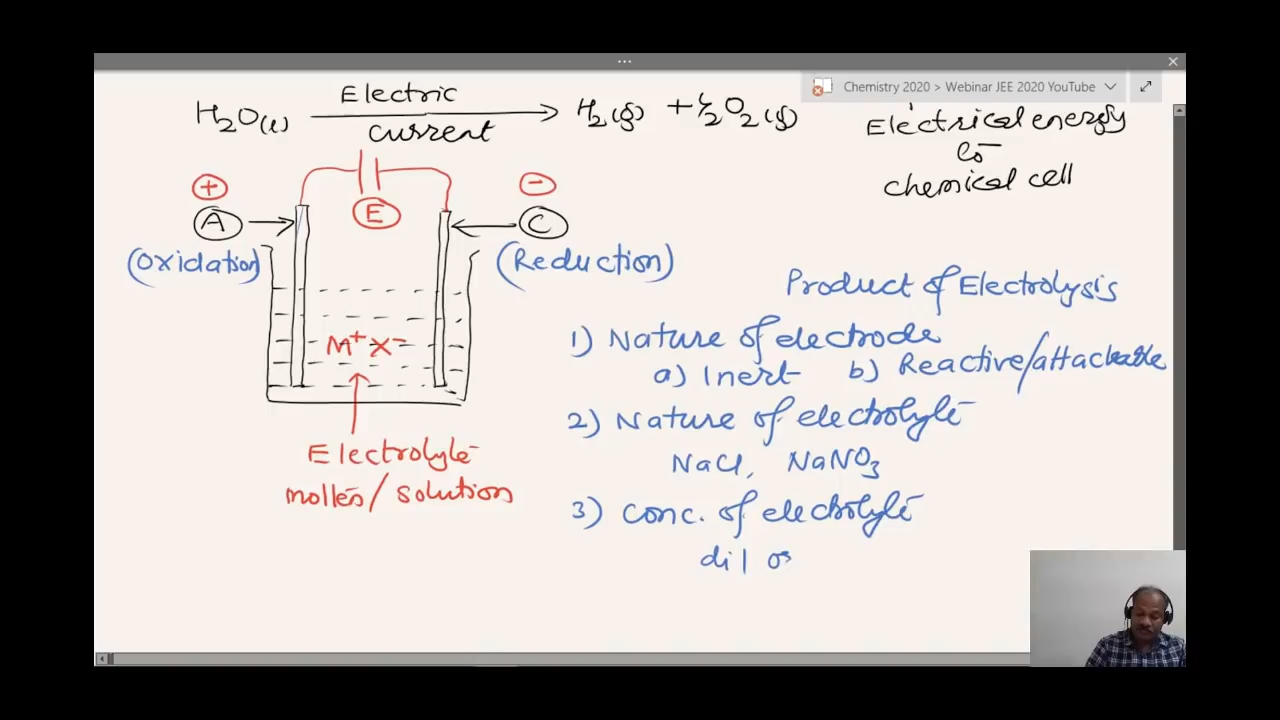 Chemistry 2020 > Webinar JEE 2020 YouTube
H₂O(l) Electric current → H₂(g) + ½O₂(g)
Electrical energy
to
chemical cell
+ −
A E C
(Oxidation) (Reduction)
M⁺X⁻
Electrolyte
molten/solution
Product of Electrolysis
1) Nature of electrode
a) Inert b) Reactive/attackable
2) Nature of electrolyte
NaCl, NaNO₃
3) Conc. of electrolyte
dil or